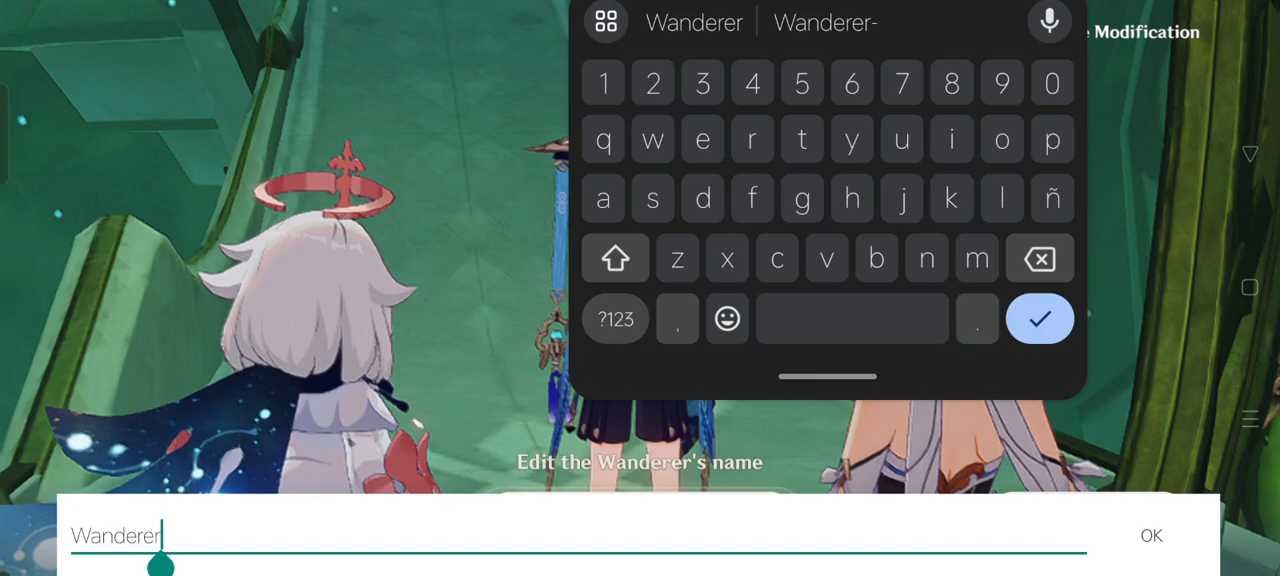 Wanderer Wanderer-
e Modification
1 2 3 4 5 6 7 8 9 0
q w e r t y u i o p
a s d f g h j k l ñ
z x c v b n m
?123 , .
Edit the Wanderer's name
Wanderer OK